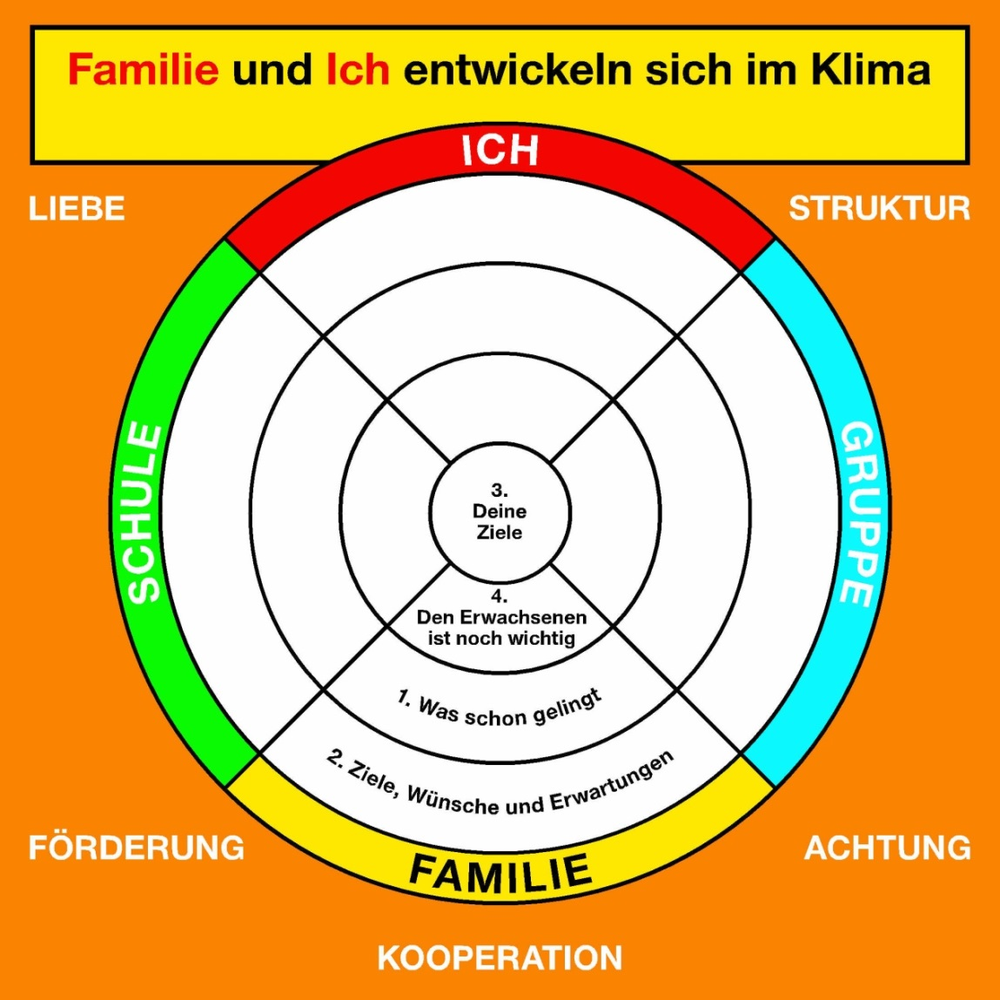 Familie und Ich entwickeln sich im Klima
ICH
LIEBE
STRUKTUR
SCHULE
GRUPPE
3.
Deine
Ziele
4.
Den Erwachsenen
ist noch wichtig
1. Was schon gelingt
2. Ziele, Wünsche und Erwartungen
FAMILIE
FÖRDERUNG
ACHTUNG
KOOPERATION